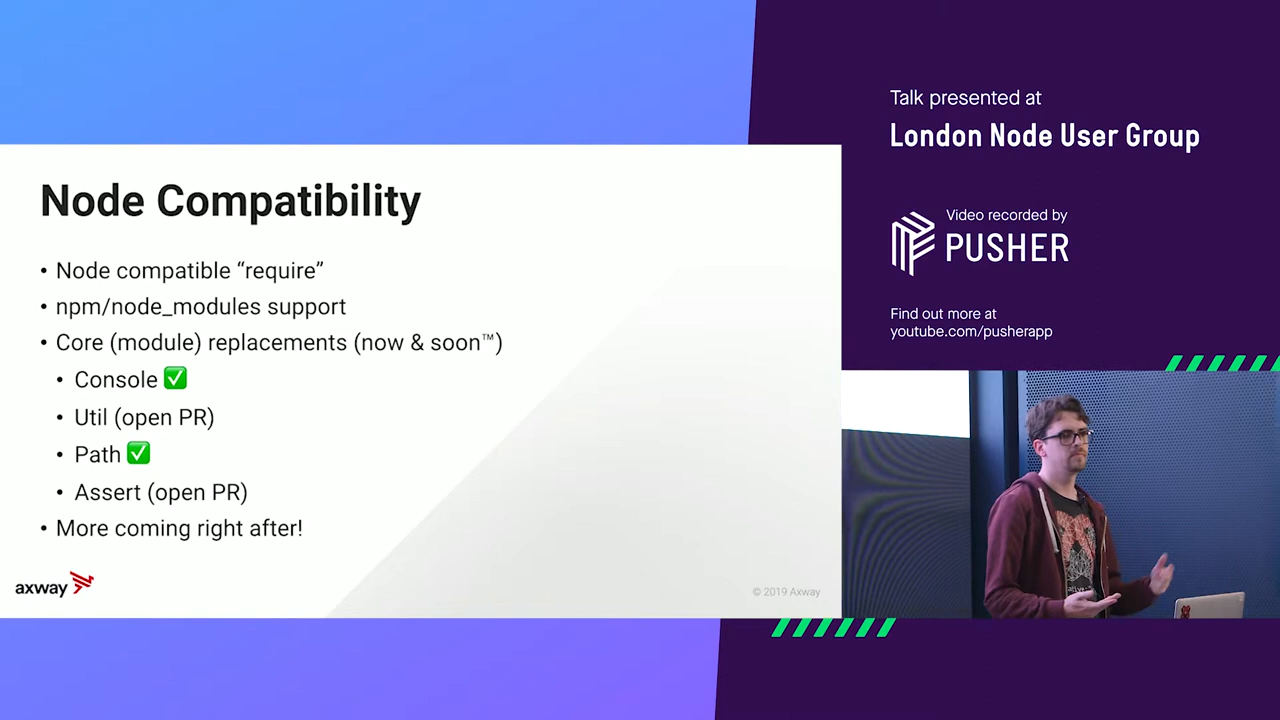 Talk presented at
London Node User Group
Video recorded by
PUSHER
Find out more at
youtube.com/pusherapp
Node Compatibility
• Node compatible “require”
• npm/node_modules support
• Core (module) replacements (now & soon™)
• Console ✅
• Util (open PR)
• Path ✅
• Assert (open PR)
• More coming right after!
axway
© 2019 Axway